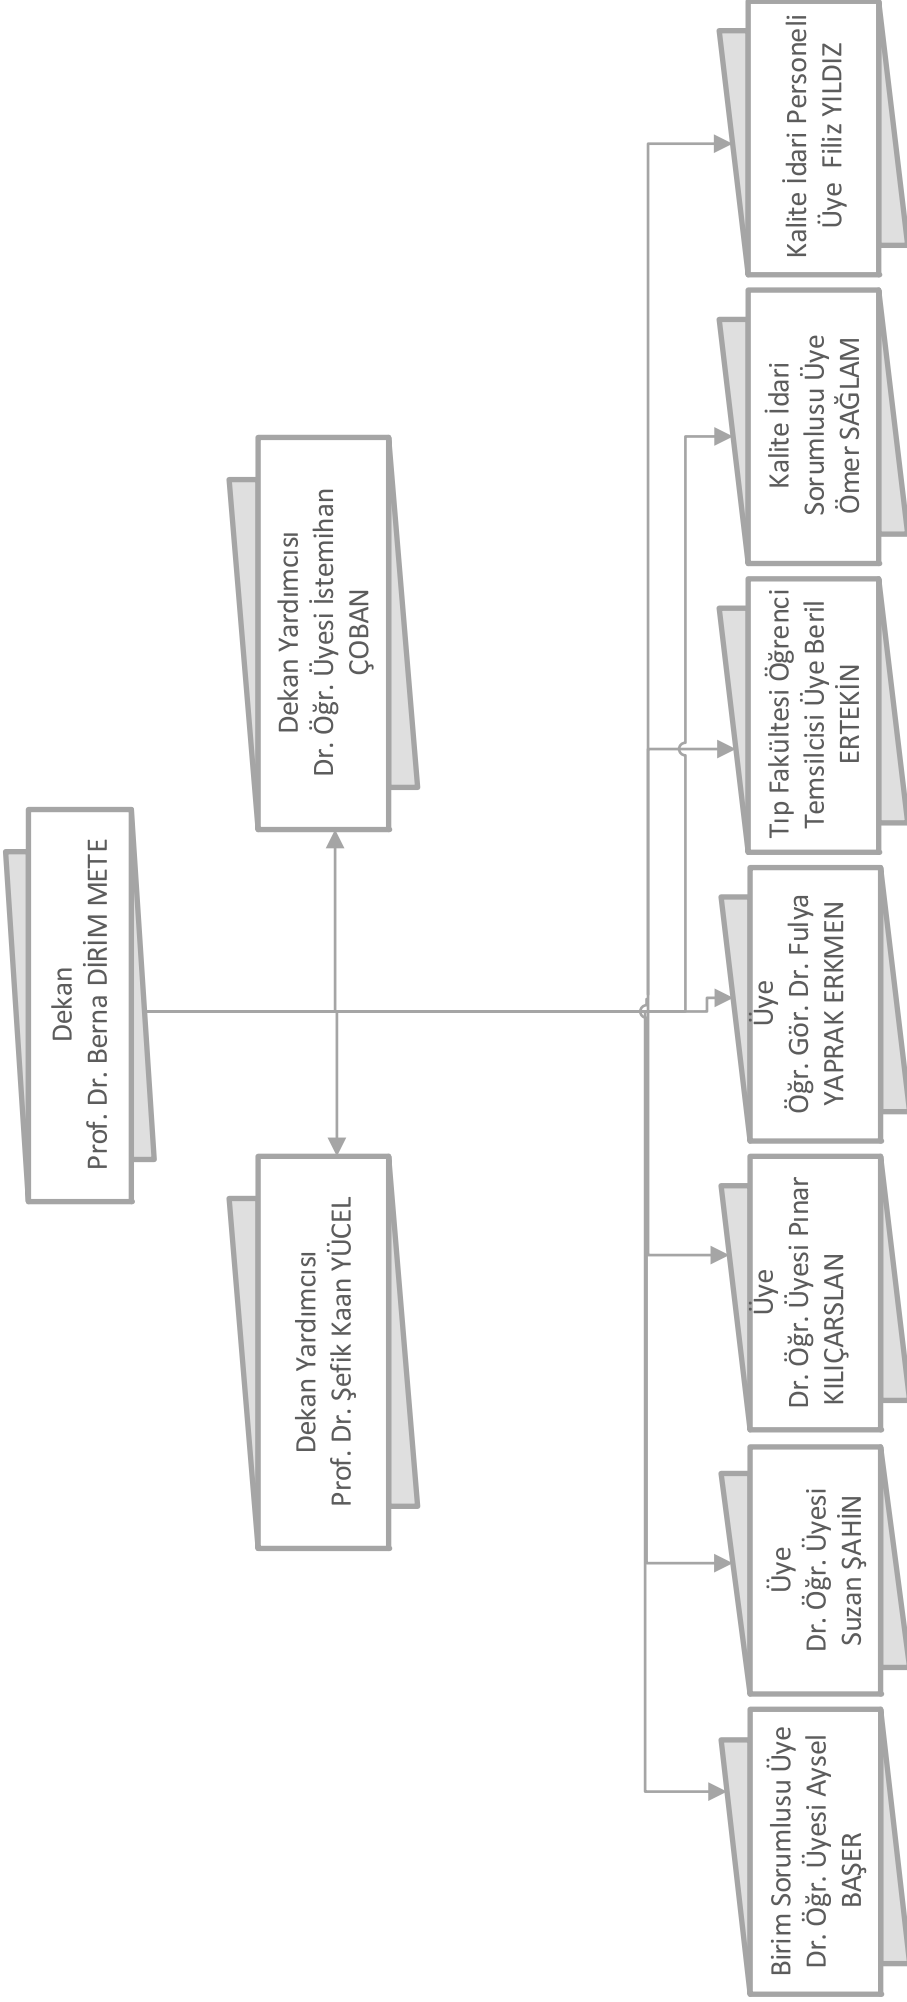 Dekan
Prof. Dr. Berna DİRİM METE
Dekan Yardımcısı
Prof. Dr. Şefik Kaan YÜCEL
Dekan Yardımcısı
Dr. Öğr. Üyesi İstemihan
ÇOBAN
Birim Sorumlusu Üye
Dr. Öğr. Üyesi Aysel
BAŞER
Üye
Dr. Öğr. Üyesi
Suzan ŞAHİN
Üye
Dr. Öğr. Üyesi Pınar
KILIÇARSLAN
Üye
Öğr. Gör. Dr. Fulya
YAPRAK ERKMEN
Tıp Fakültesi Öğrenci
Temsilcisi Üye Beril
ERTEKİN
Kalite İdari
Sorumlusu Üye
Ömer SAĞLAM
Kalite İdari Personeli
Üye Filiz YILDIZ